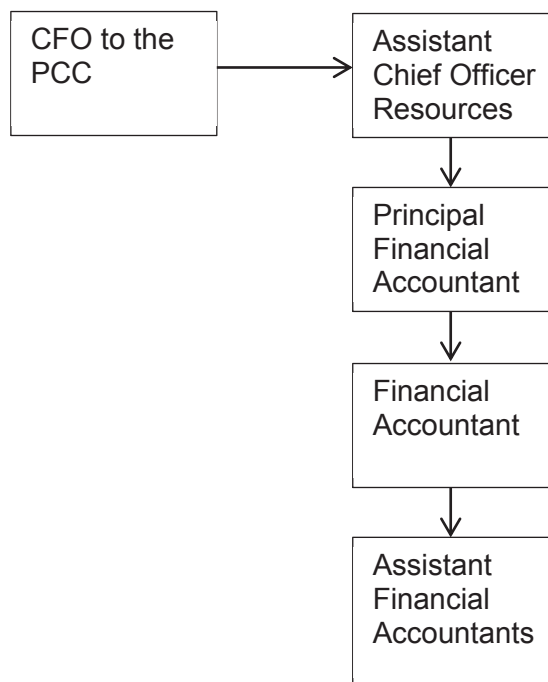 CFO to the
PCC
Assistant
Chief Officer
Resources
Principal
Financial
Accountant
Financial
Accountant
Assistant
Financial
Accountants